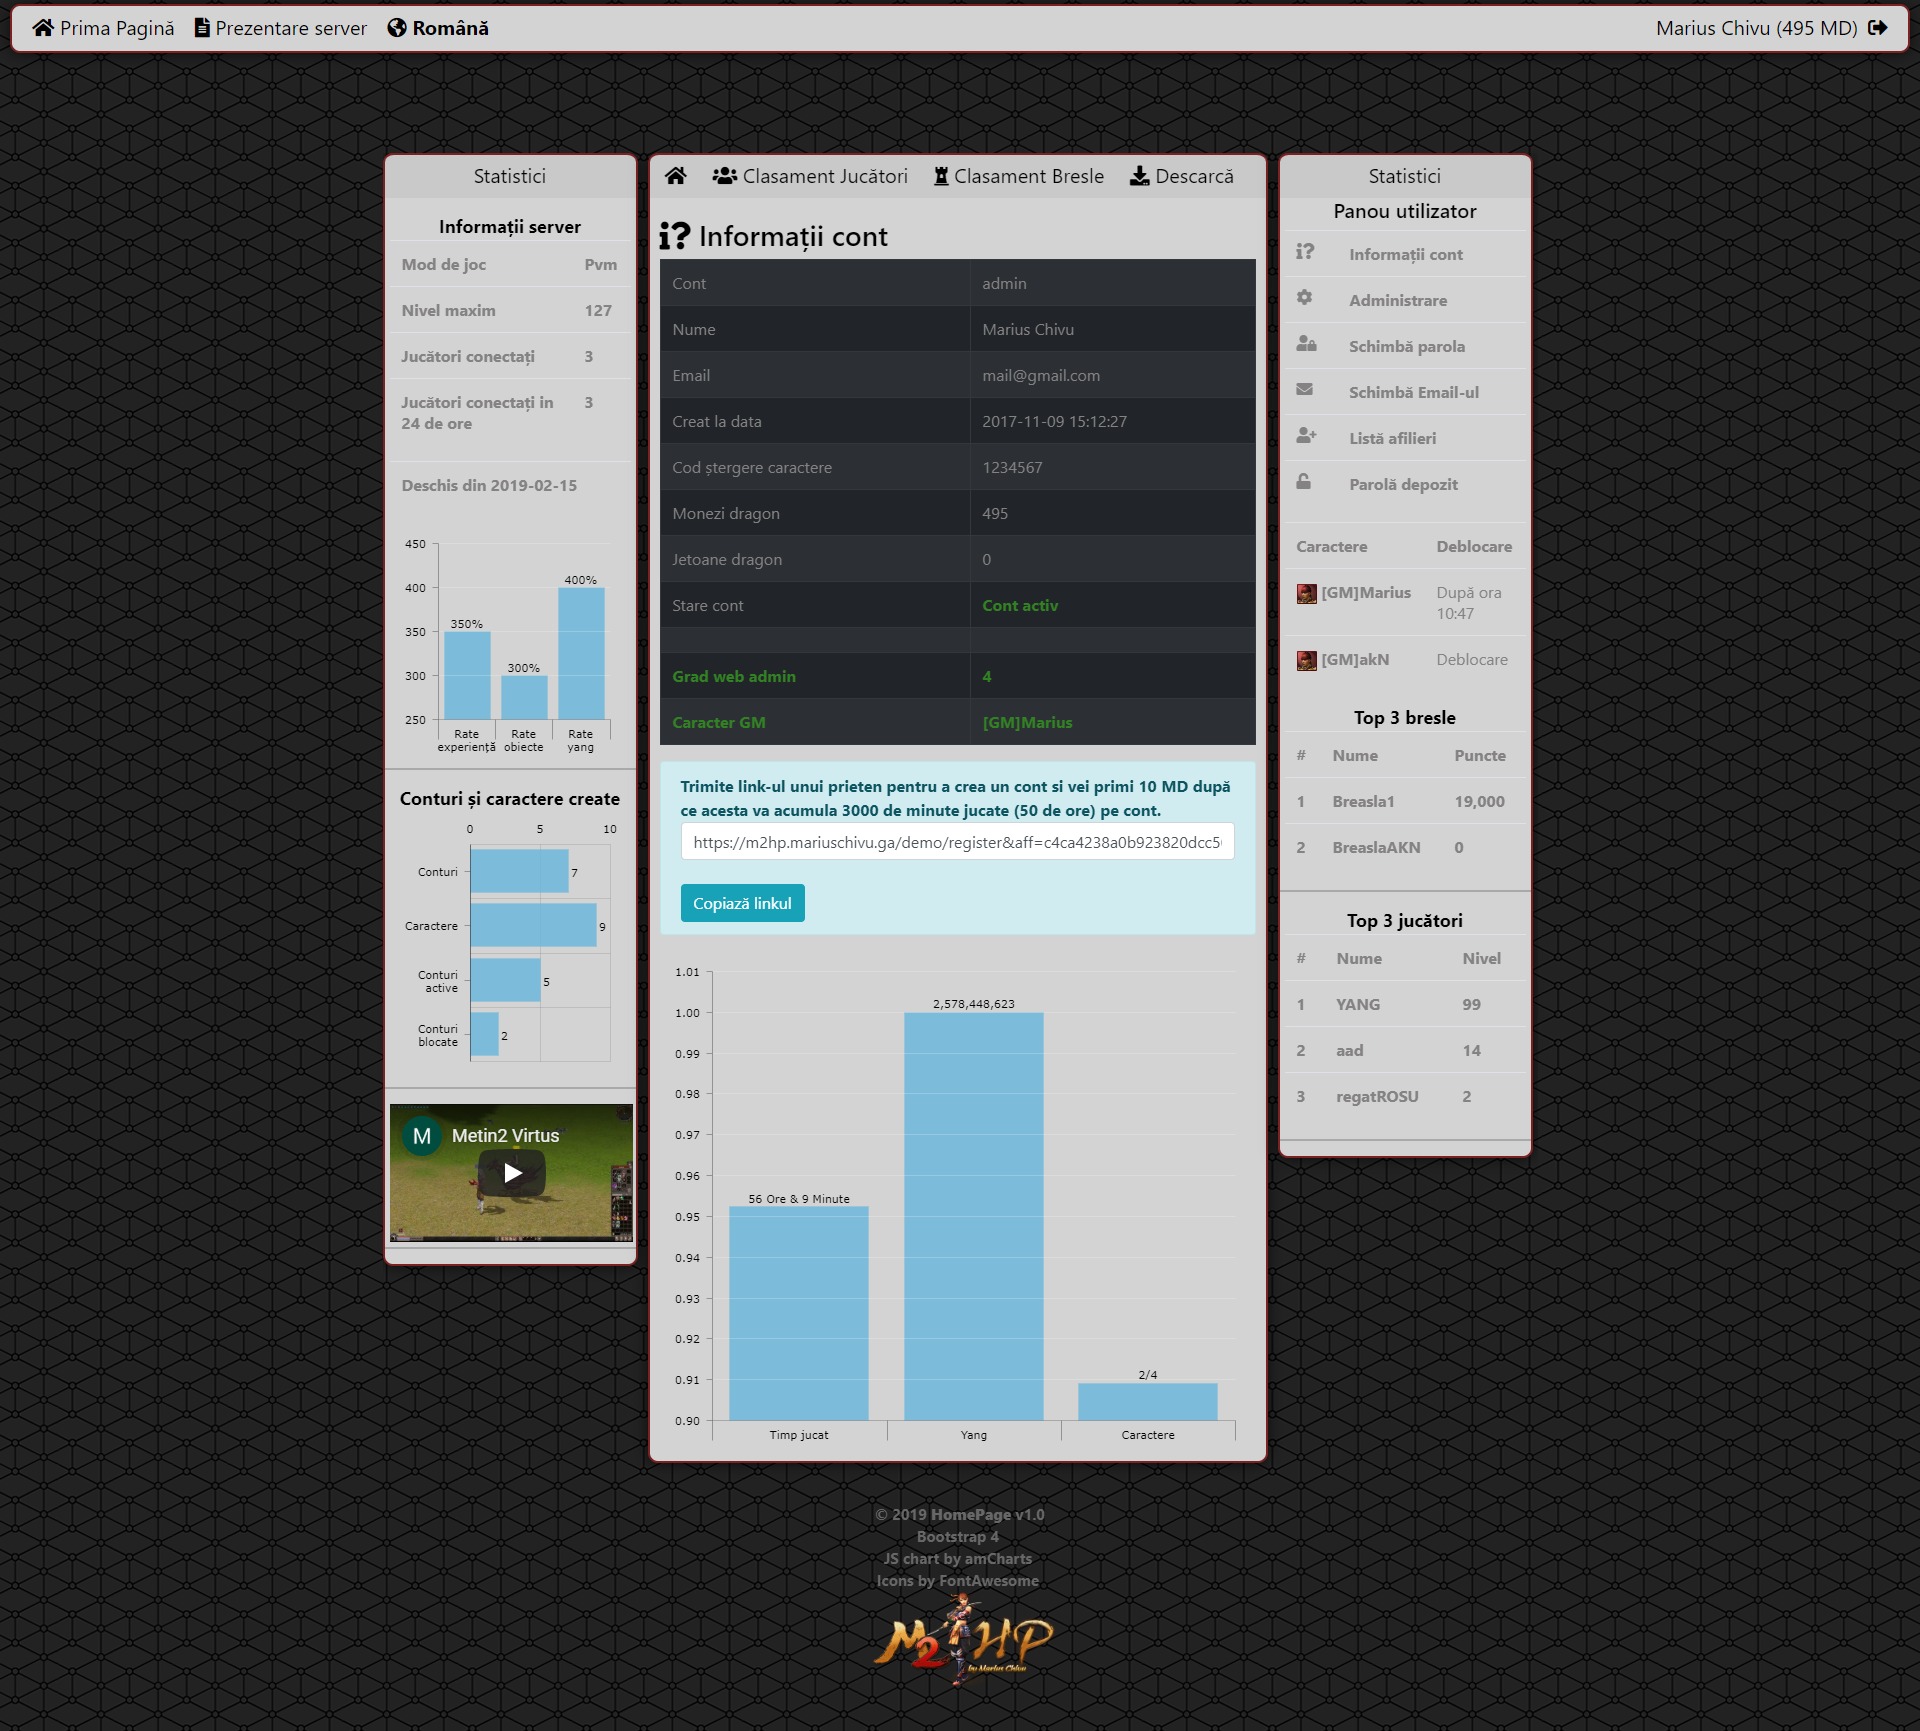 Prima Pagină Prezentare server Română Marius Chivu (495 MD)
Statistici
Informații server
Mod de joc Pvm
Nivel maxim 127
Jucători conectați 3
Jucători conectați in 3
24 de ore
Deschis din 2019-02-15
450
400
350
300
250
350%
300%
400%
Rate experiență
Rate obiecte
Rate yang
Conturi și caractere create
0 5 10
Conturi 7
Caractere 9
Conturi active 5
Conturi blocate 2
M Metin2 Virtus
Clasament Jucători Clasament Bresle Descarcă
i? Informații cont
Cont admin
Nume Marius Chivu
Email mail@gmail.com
Creat la data 2017-11-09 15:12:27
Cod ștergere caractere 1234567
Monezi dragon 495
Jetoane dragon 0
Stare cont Cont activ
Grad web admin 4
Caracter GM [GM]Marius
Trimite link-ul unui prieten pentru a crea un cont si vei primi 10 MD după
ce acesta va acumula 3000 de minute jucate (50 de ore) pe cont.
https://m2hp.mariuschivu.ga/demo/register&aff=c4ca4238a0b923820dcc5
Copiază linkul
1.01
1.00
0.99
0.98
0.97
0.96
0.95
0.94
0.93
0.92
0.91
0.90
56 Ore & 9 Minute
2,578,448,623
2/4
Timp jucat Yang Caractere
Statistici
Panou utilizator
i? Informații cont
Administrare
Schimbă parola
Schimbă Email-ul
Listă afilieri
Parolă depozit
Caractere Deblocare
[GM]Marius După ora
10:47
[GM]akN Deblocare
Top 3 bresle
# Nume Puncte
1 Breasla1 19,000
2 BreaslaAKN 0
Top 3 jucători
# Nume Nivel
1 YANG 99
2 aad 14
3 regatROSU 2
© 2019 HomePage v1.0
Bootstrap 4
JS chart by amCharts
Icons by FontAwesome
M2HP
by Marius Chivu